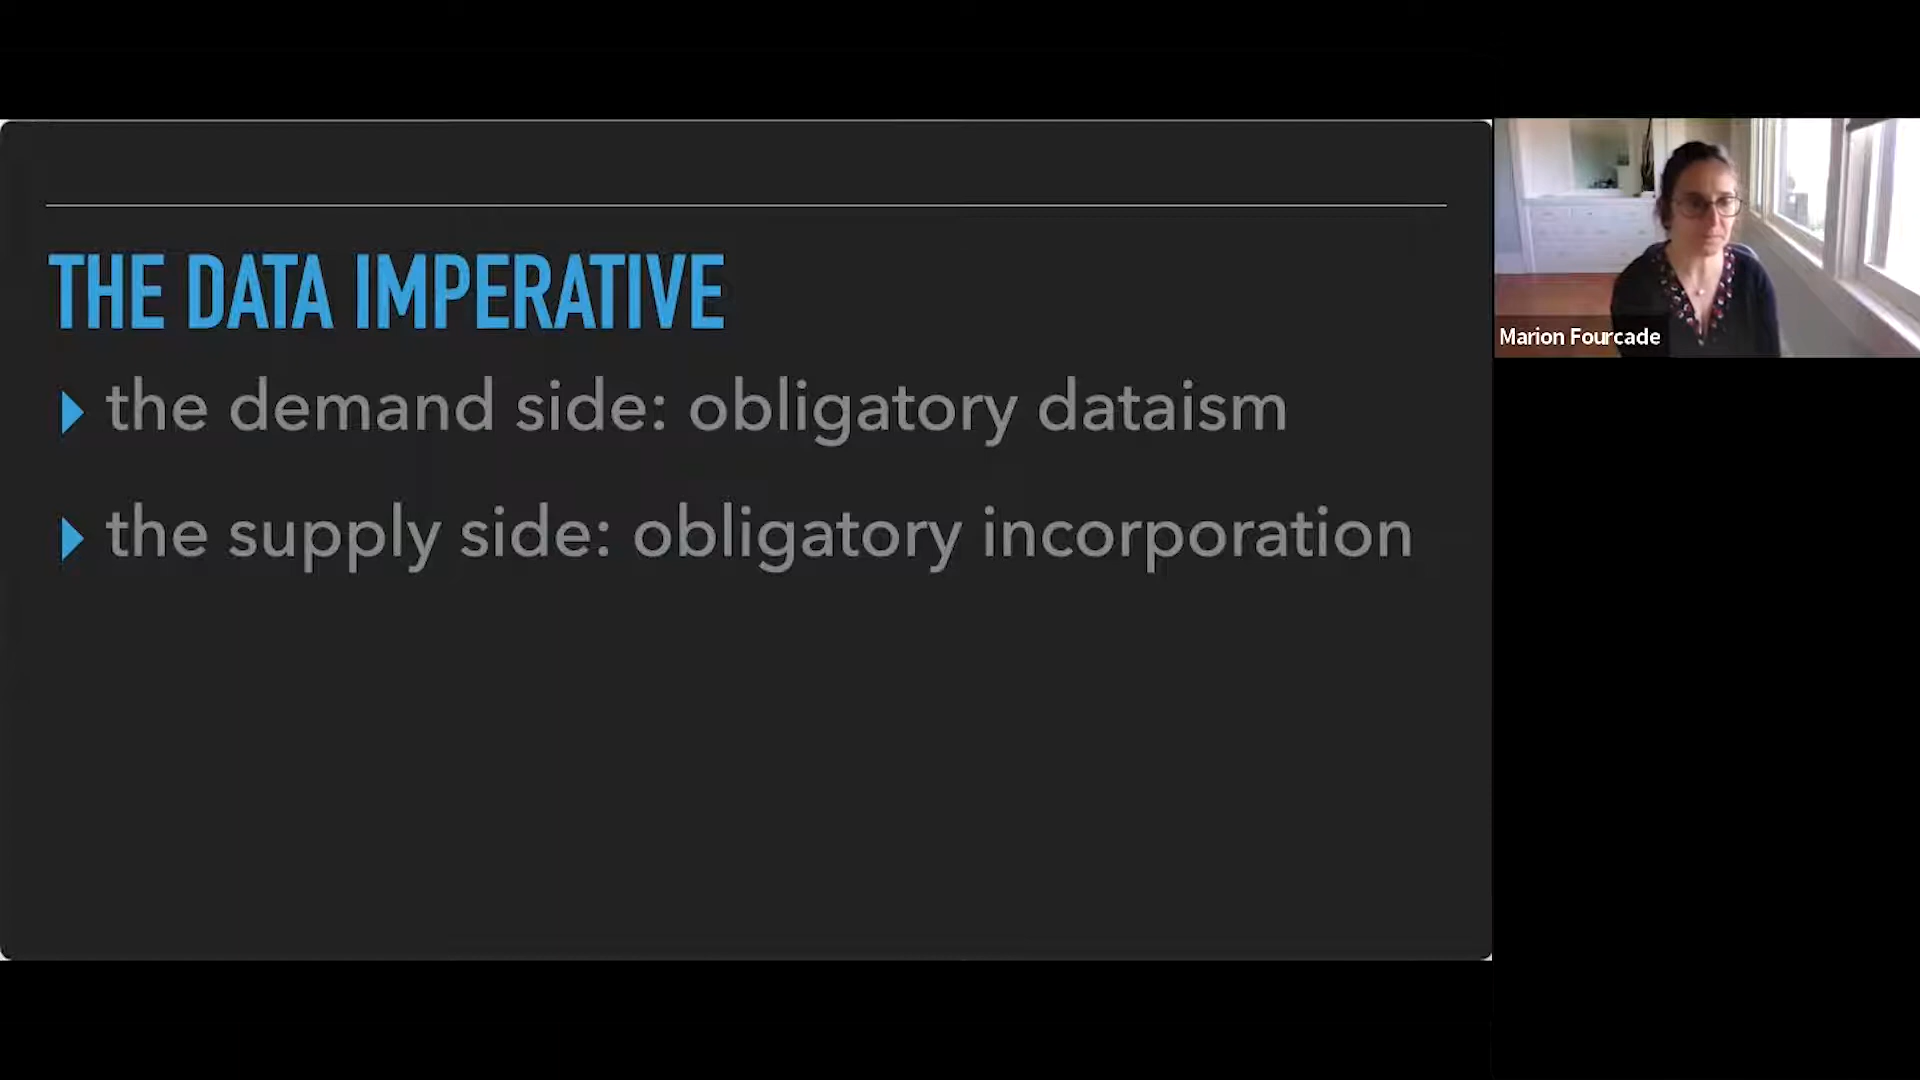 THE DATA IMPERATIVE
the demand side: obligatory dataism
the supply side: obligatory incorporation
Marion Fourcade